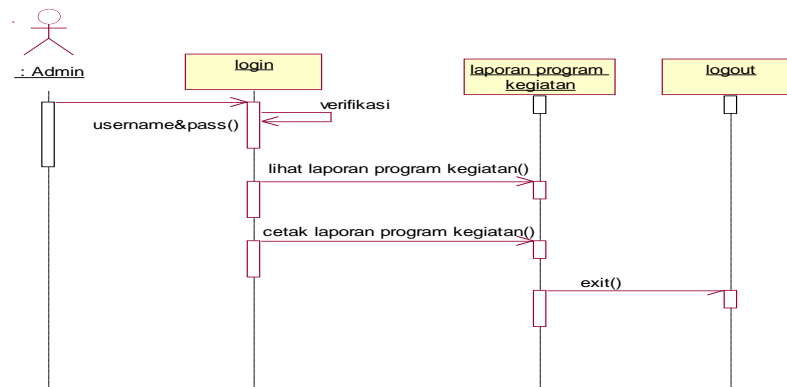 : Admin
login
laporan program
kegiatan
logout
verifikasi
username&pass()
lihat laporan program kegiatan()
cetak laporan program kegiatan()
exit()